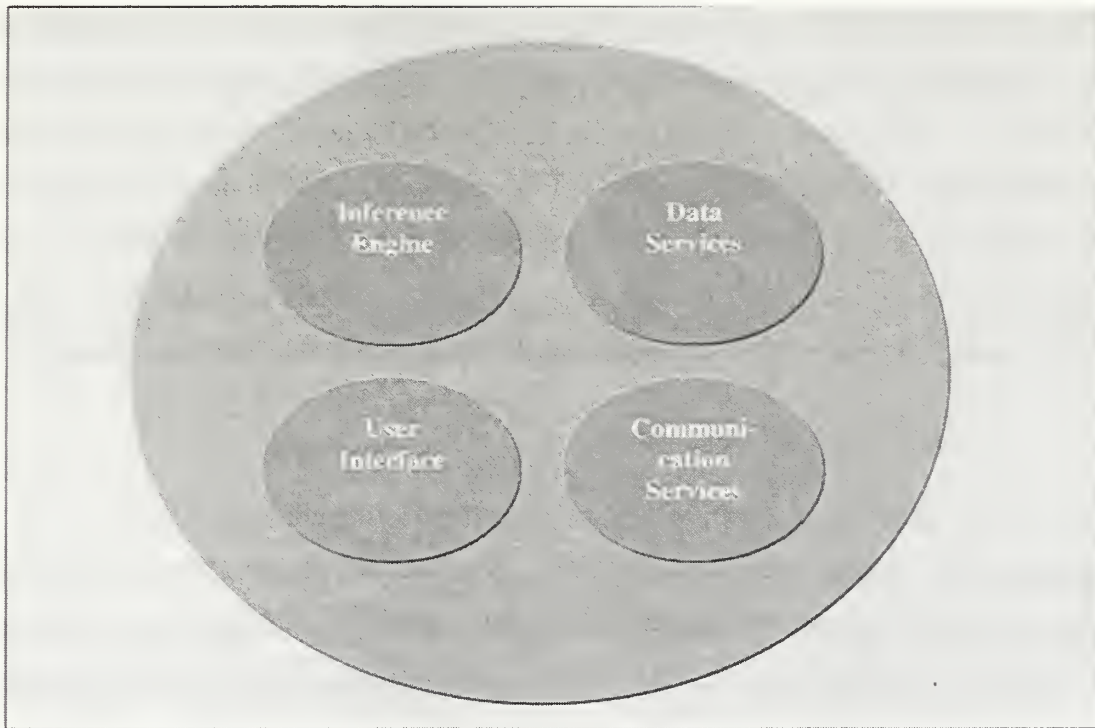 Inference
Engine
Data
Services
User
Interface
Communi-
cation
Services